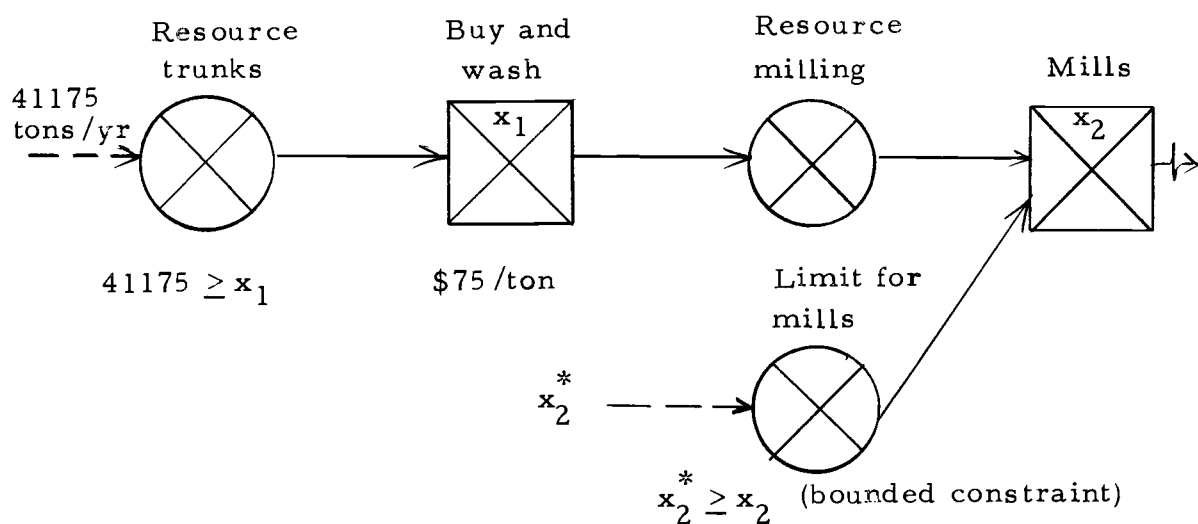 Resource
trunks
Buy and
wash
Resource
milling
Mills
41175
tons/yr
x₁
x₂
41175 ≥ x₁
$75/ton
Limit for
mills
x₂*
x₂* ≥ x₂ (bounded constraint)